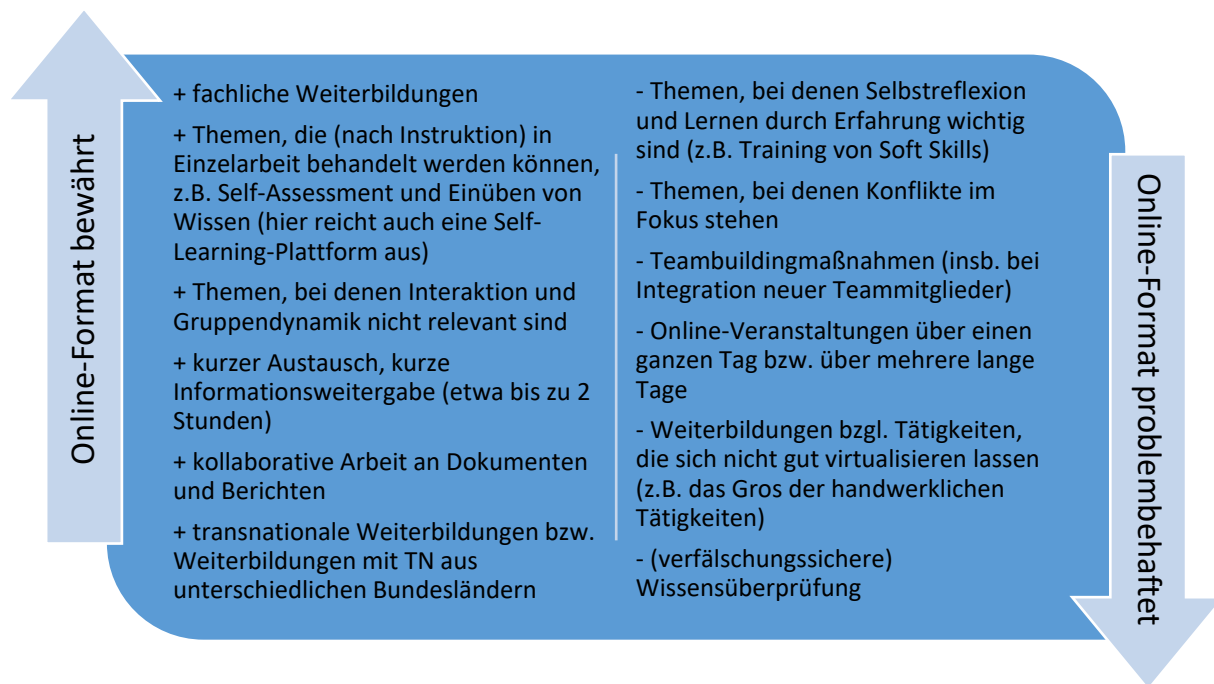 Online-Format bewährt
+ fachliche Weiterbildungen
+ Themen, die (nach Instruktion) in
Einzelarbeit behandelt werden können,
z.B. Self-Assessment und Einüben von
Wissen (hier reicht auch eine Self-
Learning-Plattform aus)
+ Themen, bei denen Interaktion und
Gruppendynamik nicht relevant sind
+ kurzer Austausch, kurze
Informationsweitergabe (etwa bis zu 2
Stunden)
+ kollaborative Arbeit an Dokumenten
und Berichten
+ transnationale Weiterbildungen bzw.
Weiterbildungen mit TN aus
unterschiedlichen Bundesländern
- Themen, bei denen Selbstreflexion
und Lernen durch Erfahrung wichtig
sind (z.B. Training von Soft Skills)
- Themen, bei denen Konflikte im
Fokus stehen
- Teambuildingmaßnahmen (insb. bei
Integration neuer Teammitglieder)
- Online-Veranstaltungen über einen
ganzen Tag bzw. über mehrere lange
Tage
- Weiterbildungen bzgl. Tätigkeiten,
die sich nicht gut virtualisieren lassen
(z.B. das Gros der handwerklichen
Tätigkeiten)
- (verfälschungssichere)
Wissensüberprüfung
Online-Format problembehaftet